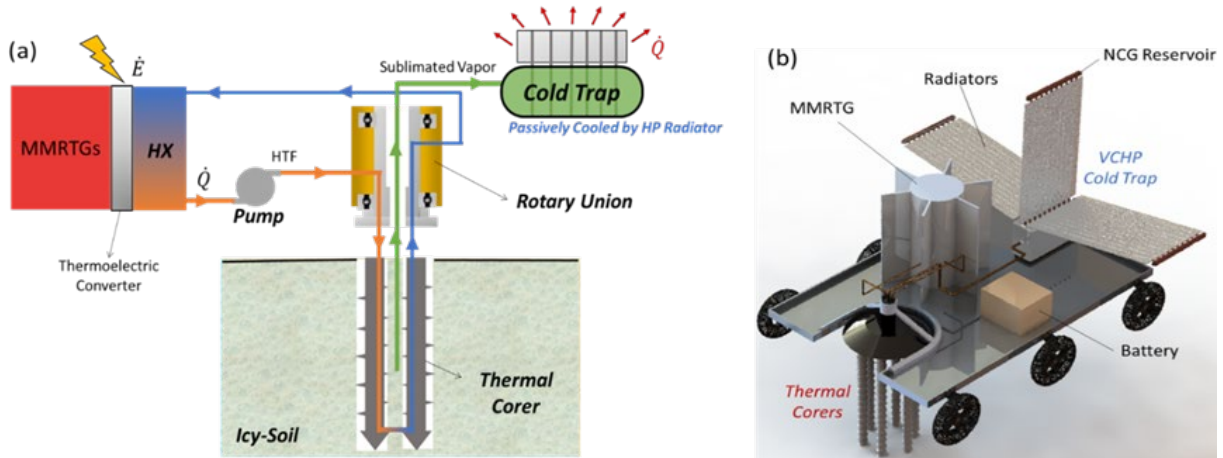 (a)
Ė
Q̇
Sublimated Vapor
Cold Trap
Passively Cooled by HP Radiator
MMRTGs
HX
Q̇
HTF
Pump
Rotary Union
Thermoelectric
Converter
Thermal
Corer
Icy-Soil
(b)
NCG Reservoir
Radiators
MMRTG
VCHP
Cold Trap
Battery
Thermal
Corers